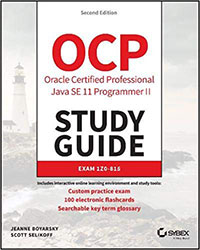 Second Edition
OCP
Oracle Certified Professional
Java SE 11 Programmer II
STUDY
GUIDE
EXAM 1Z0-816
Includes interactive online learning environment and study tools:
Custom practice exam
100 electronic flashcards
Searchable key term glossary
JEANNE BOYARSKY
SCOTT SELIKOFF
SYBEX
A Wiley Brand